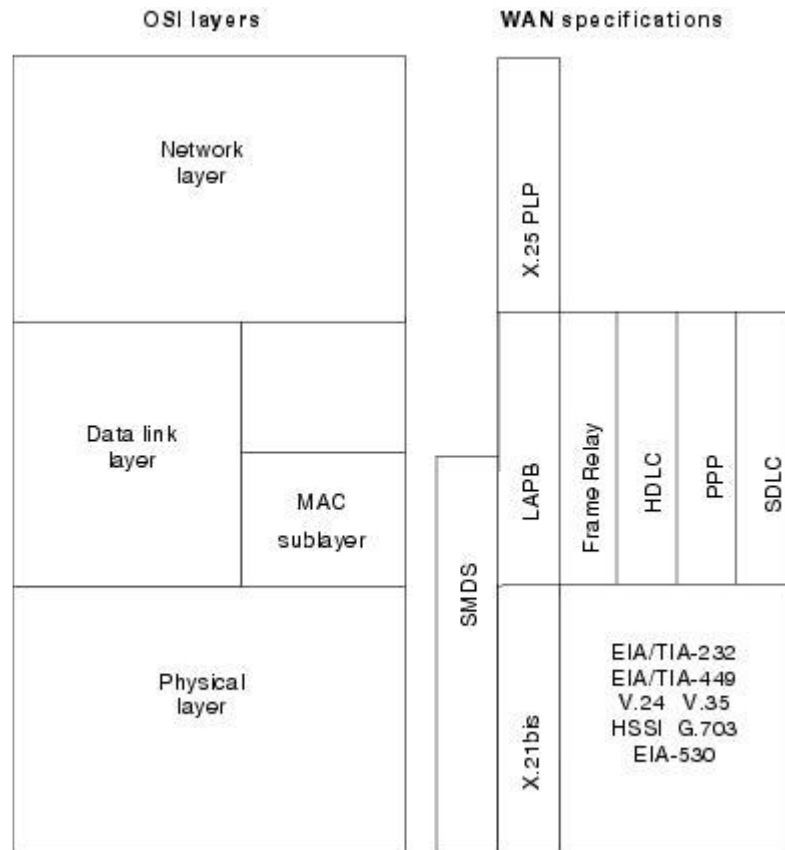 OSI layers
WAN specifications
Network
layer
Data link
layer
MAC
sublayer
Physical
layer
X.25 PLP
SMDS
LAPB
Frame Relay
HDLC
PPP
SDLC
X.21bis
EIA/TIA-232
EIA/TIA-449
V.24 V.35
HSSI G.703
EIA-530